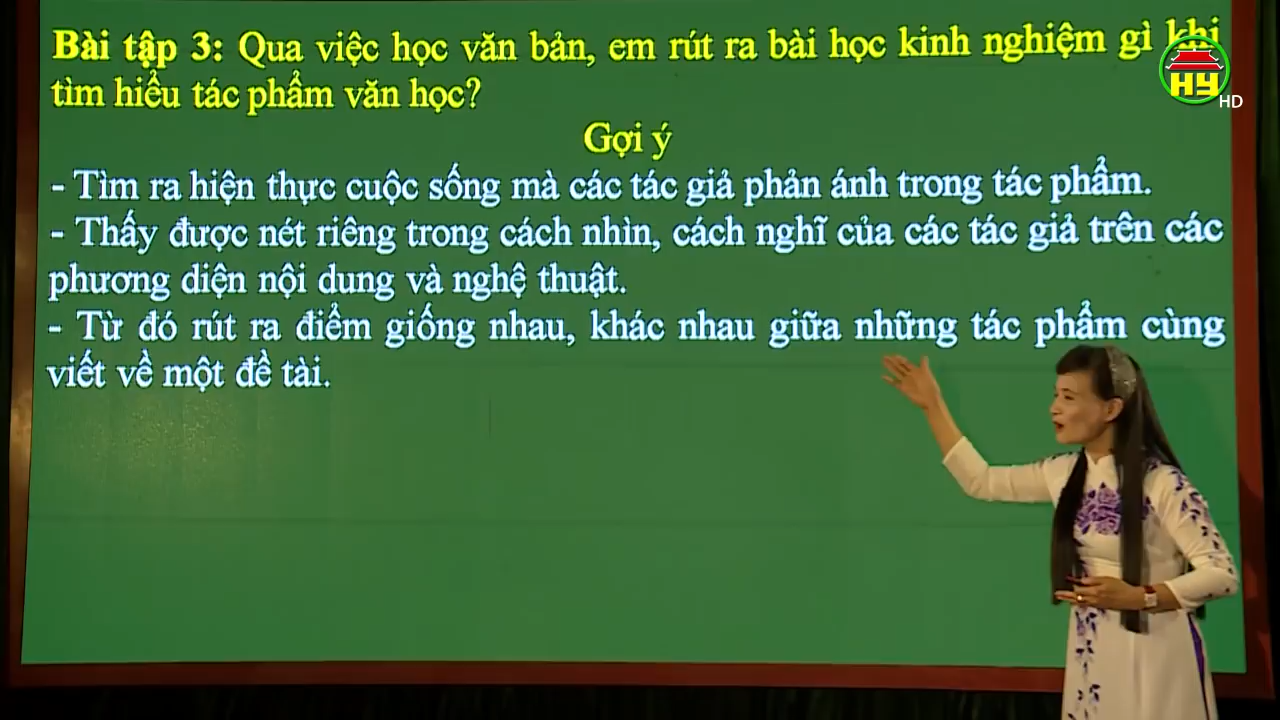 Bài tập 3: Qua việc học văn bản, em rút ra bài học kinh nghiệm gì khi
tìm hiểu tác phẩm văn học?
Gợi ý
- Tìm ra hiện thực cuộc sống mà các tác giả phản ánh trong tác phẩm.
- Thấy được nét riêng trong cách nhìn, cách nghĩ của các tác giả trên các
phương diện nội dung và nghệ thuật.
- Từ đó rút ra điểm giống nhau, khác nhau giữa những tác phẩm cùng
viết về một đề tài.
HY
HD